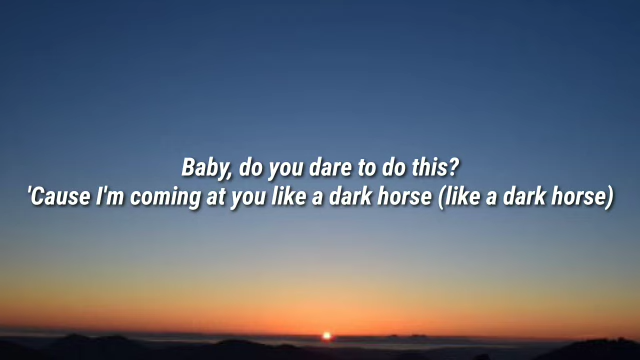 Baby, do you dare to do this?
'Cause I'm coming at you like a dark horse (like a dark horse)